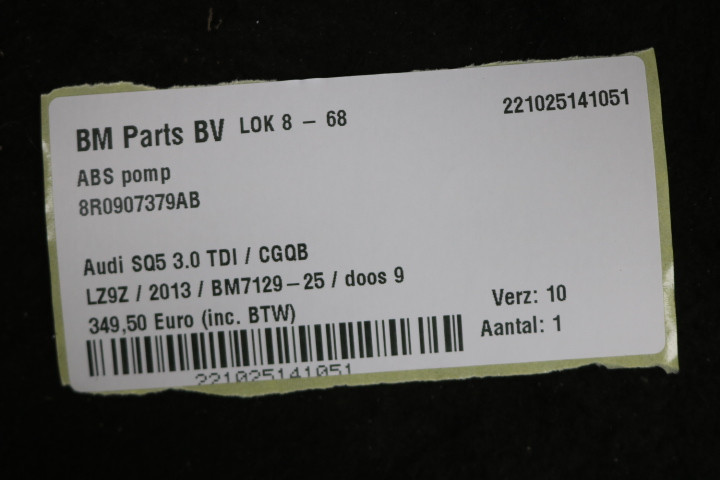 BM Parts BV LOK 8 – 68 221025141051
ABS pomp
8R0907379AB
Audi SQ5 3.0 TDI / CGQB
LZ9Z / 2013 / BM7129–25 / doos 9
Verz: 10
349,50 Euro (inc. BTW)
Aantal: 1
221025141051